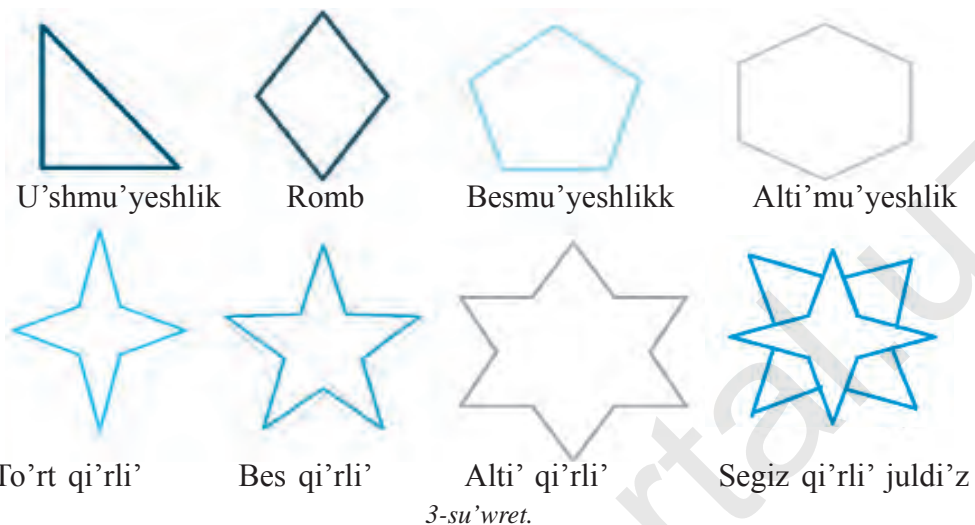 U’shmu’yeshlik Romb Besmu’yeshlikk Alti’mu’yeshlik
To’rt qi’rli’ Bes qi’rli’ Alti’ qi’rli’ Segiz qi’rli’ juldi’z
3-su’wret.